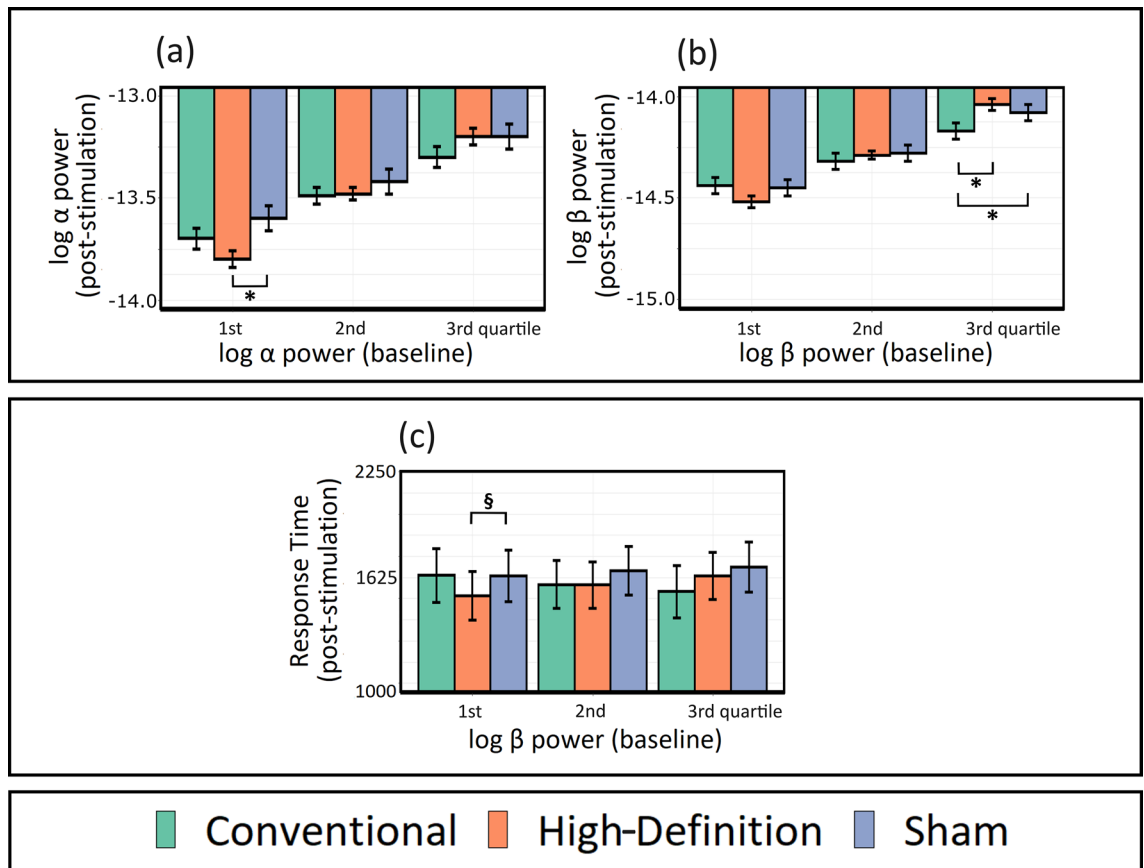 (a)
log α power
(post-stimulation)
-13.0
-13.5
-14.0
*
1st
2nd
3rd quartile
log α power (baseline)
(b)
log β power
(post-stimulation)
-14.0
-14.5
-15.0
*
*
1st
2nd
3rd quartile
log β power (baseline)
(c)
Response Time
(post-stimulation)
2250
1625
1000
§
1st
2nd
3rd quartile
log β power (baseline)
Conventional High-Definition Sham